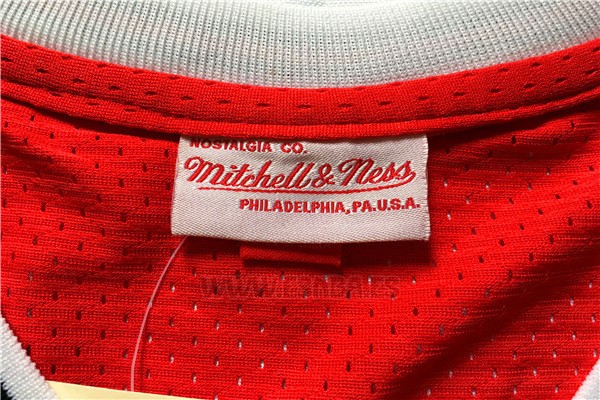 NOSTALGIA CO.
Mitchell & Ness
PHILADELPHIA, PA. U.S.A.